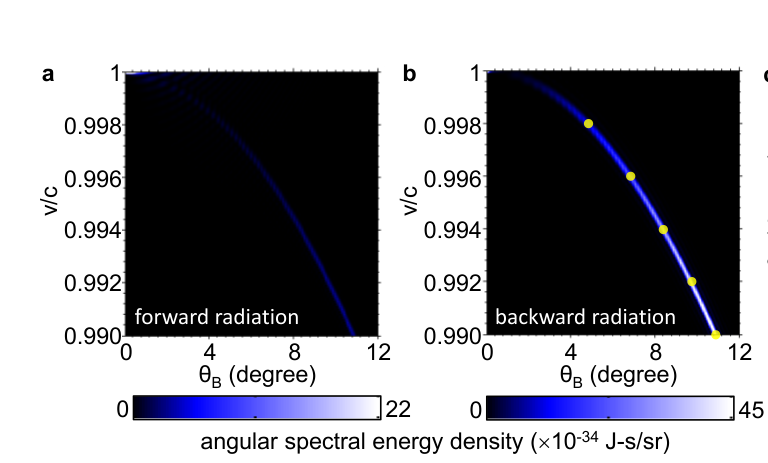 a
b
1
0.998
0.996
0.994
0.992
0.990
v/c
forward radiation
0 4 8 12
θB (degree)
0 22
1
0.998
0.996
0.994
0.992
0.990
v/c
backward radiation
0 4 8 12
θB (degree)
0 45
angular spectral energy density (×10-34 J-s/sr)